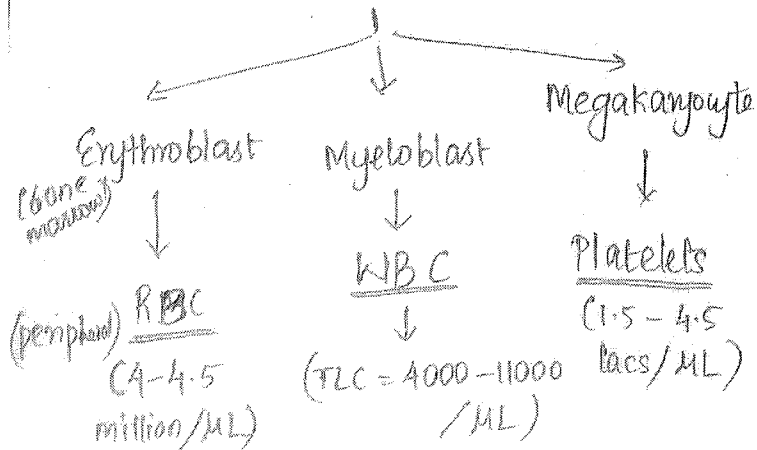 Erythroblast
(bone
marrow)
Myeloblast
Megakaryocyte
(peripheral) RBC
(4-4.5
million/μL)
WBC
(TLC = 4000-11000
/μL)
Platelets
(1.5 - 4.5
lacs/μL)